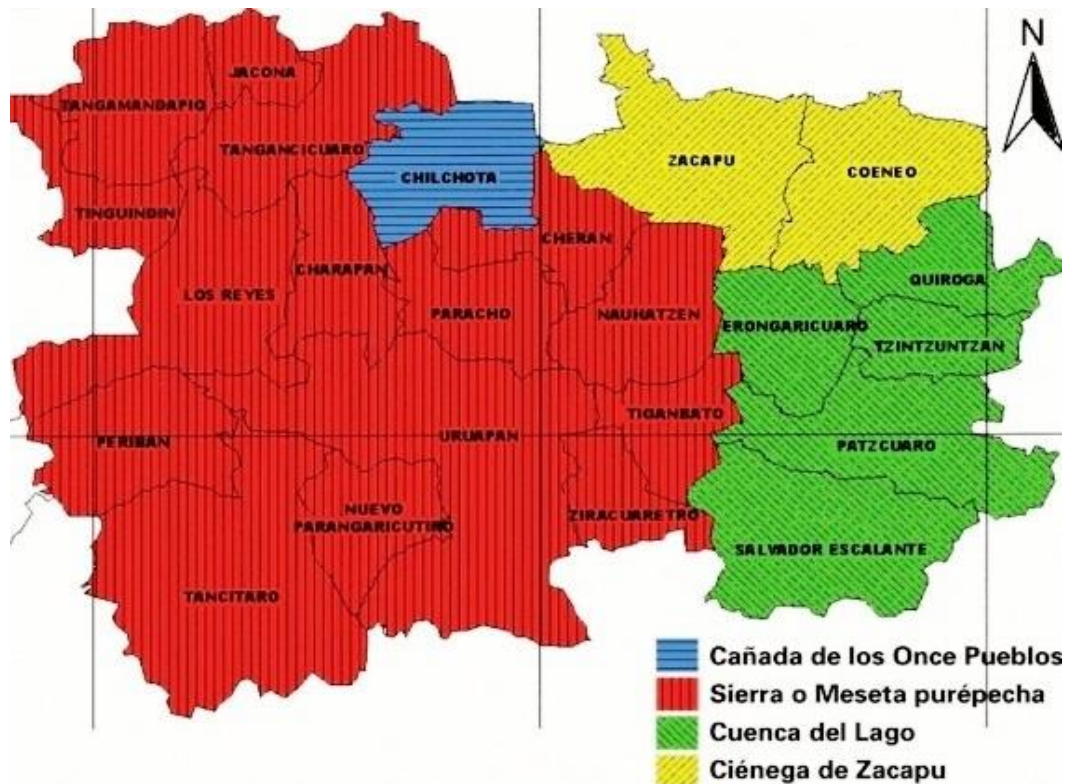 N
JACONA
TANGAMANDAPIO
TANGANCICUARO
ZACAPU
COENEO
CHILCHOTA
TINGUINDIN
CHERAN
CHARAPAN
QUIROGA
LOS REYES
PARACHO
NAUHATZEN
ERONGARICUARO
TZINTZUNTZAN
TIGANBATO
PERIBAN
URUAPAN
PATZCUARO
NUEVO
PARANGARICUTIRO
ZIRACUARETRO
SALVADOR ESCALANTE
TANCITARO
Cañada de los Once Pueblos
Sierra o Meseta purépecha
Cuenca del Lago
Ciénega de Zacapu